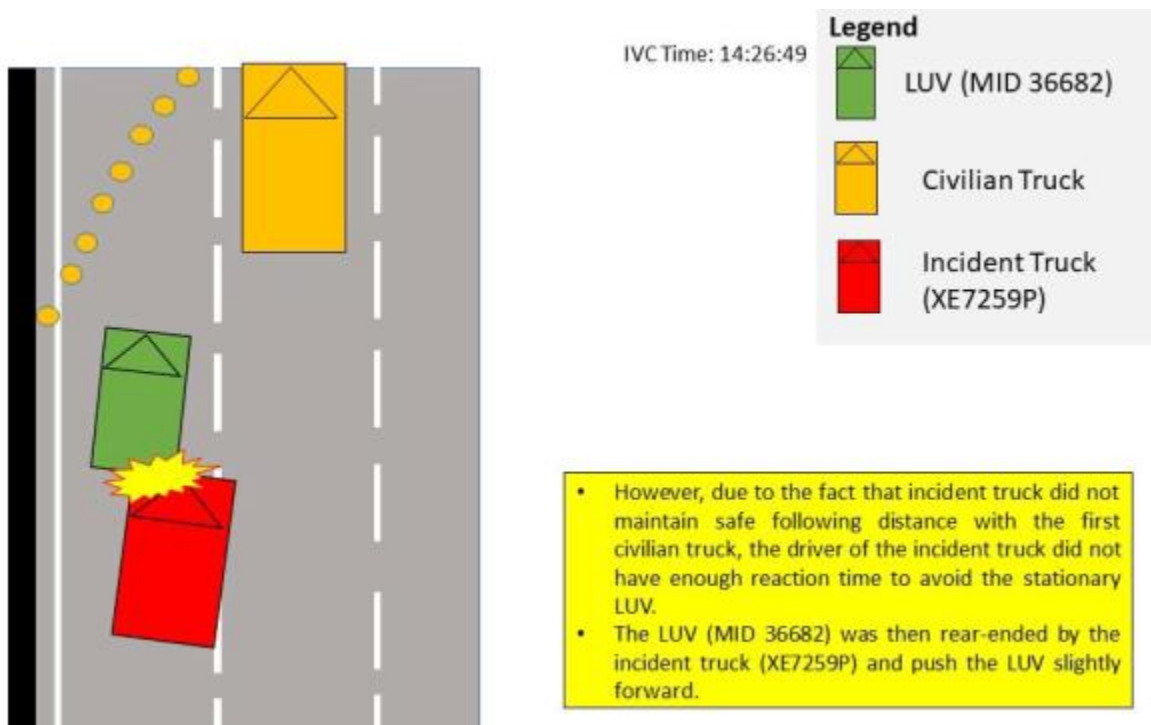 IVC Time: 14:26:49
Legend
LUV (MID 36682)
Civilian Truck
Incident Truck
(XE7259P)
• However, due to the fact that incident truck did not
maintain safe following distance with the first
civilian truck, the driver of the incident truck did not
have enough reaction time to avoid the stationary
LUV.
• The LUV (MID 36682) was then rear-ended by the
incident truck (XE7259P) and push the LUV slightly
forward.